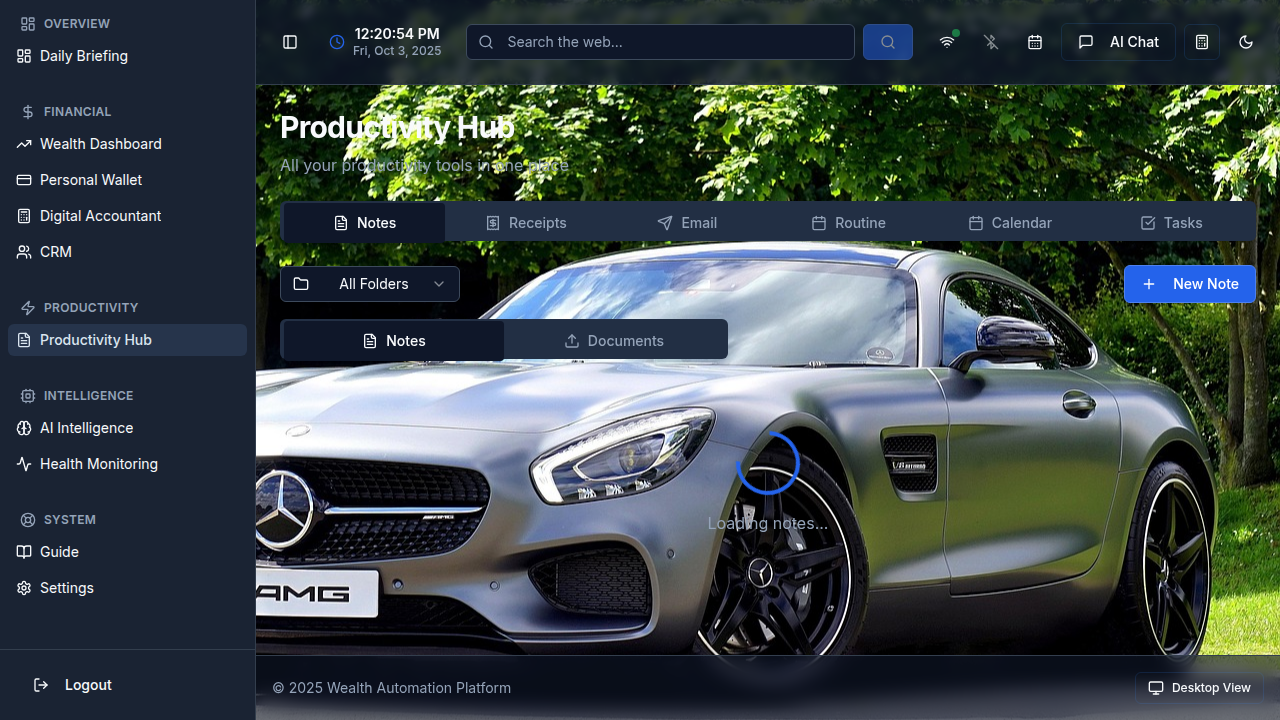 OVERVIEW
Daily Briefing
FINANCIAL
Wealth Dashboard
Personal Wallet
Digital Accountant
CRM
PRODUCTIVITY
Productivity Hub
INTELLIGENCE
AI Intelligence
Health Monitoring
SYSTEM
Guide
Settings
Logout
12:20:54 PM
Fri, Oct 3, 2025
Search the web...
AI Chat
Productivity Hub
All your productivity tools in one place
Notes
Receipts
Email
Routine
Calendar
Tasks
All Folders
New Note
Notes
Documents
Loading notes...
AMG
© 2025 Wealth Automation Platform
Desktop View